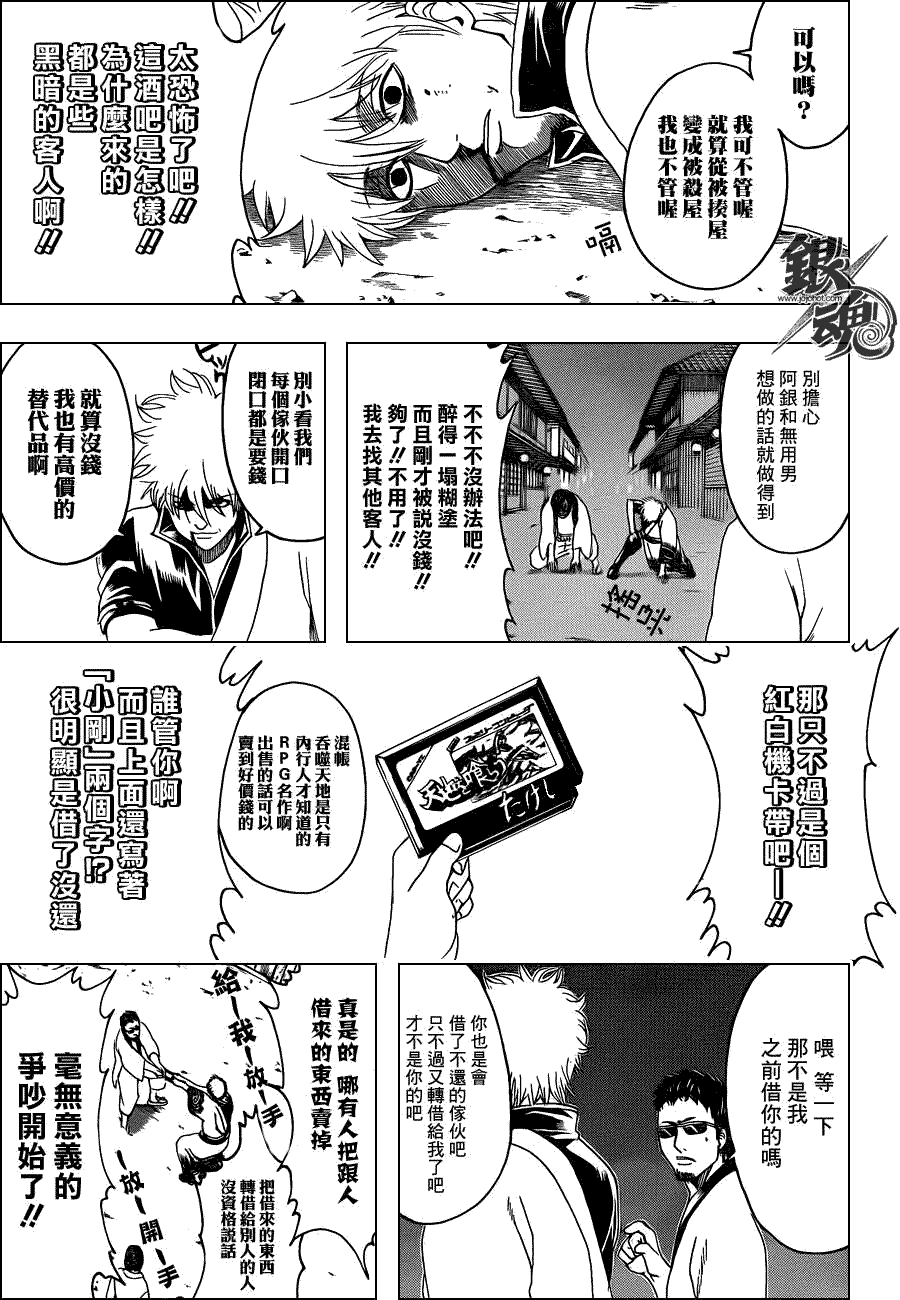 可以嗎?
我可不管喔
就算從被揍屋
變成被殺屋
我也不管喔
嗝
太恐怖了吧!!
這酒吧是怎樣!!
為什麼來的
都是些
黑暗的客人啊!!
銀魂
www.jojohot.com
別擔心
阿銀和無用男
想做的話就做得到
不不不沒辦法吧!!
醉得一塌糊塗
而且剛才被説沒錢!!
夠了!!不用了!!
我去找其他客人!!
別小看我們
每個傢伙開口
閉口都是要錢
就算沒錢
我也有高價的
替代品啊
那只不過是個
紅白機卡帶吧—!!
天地を喰らう
たけし
混帳
吞噬天地是只有
內行人才知道的
RPG名作啊
出售的話可以
賣到好價錢的
誰管你啊
而且上面還寫著
「小剛」兩個字!?
很明顯是借了沒還
喂 等一下
那不是我
之前借你的嗎
你也是會
借了不還的傢伙吧
只不過又轉借給我了吧
才不是你的吧
真是的 哪有人把跟人
借來的東西賣掉
給—我—放—手
把借來的東西
轉借給別人的人
沒資格説話
—放—開—手
毫無意義的
爭吵開始了!!